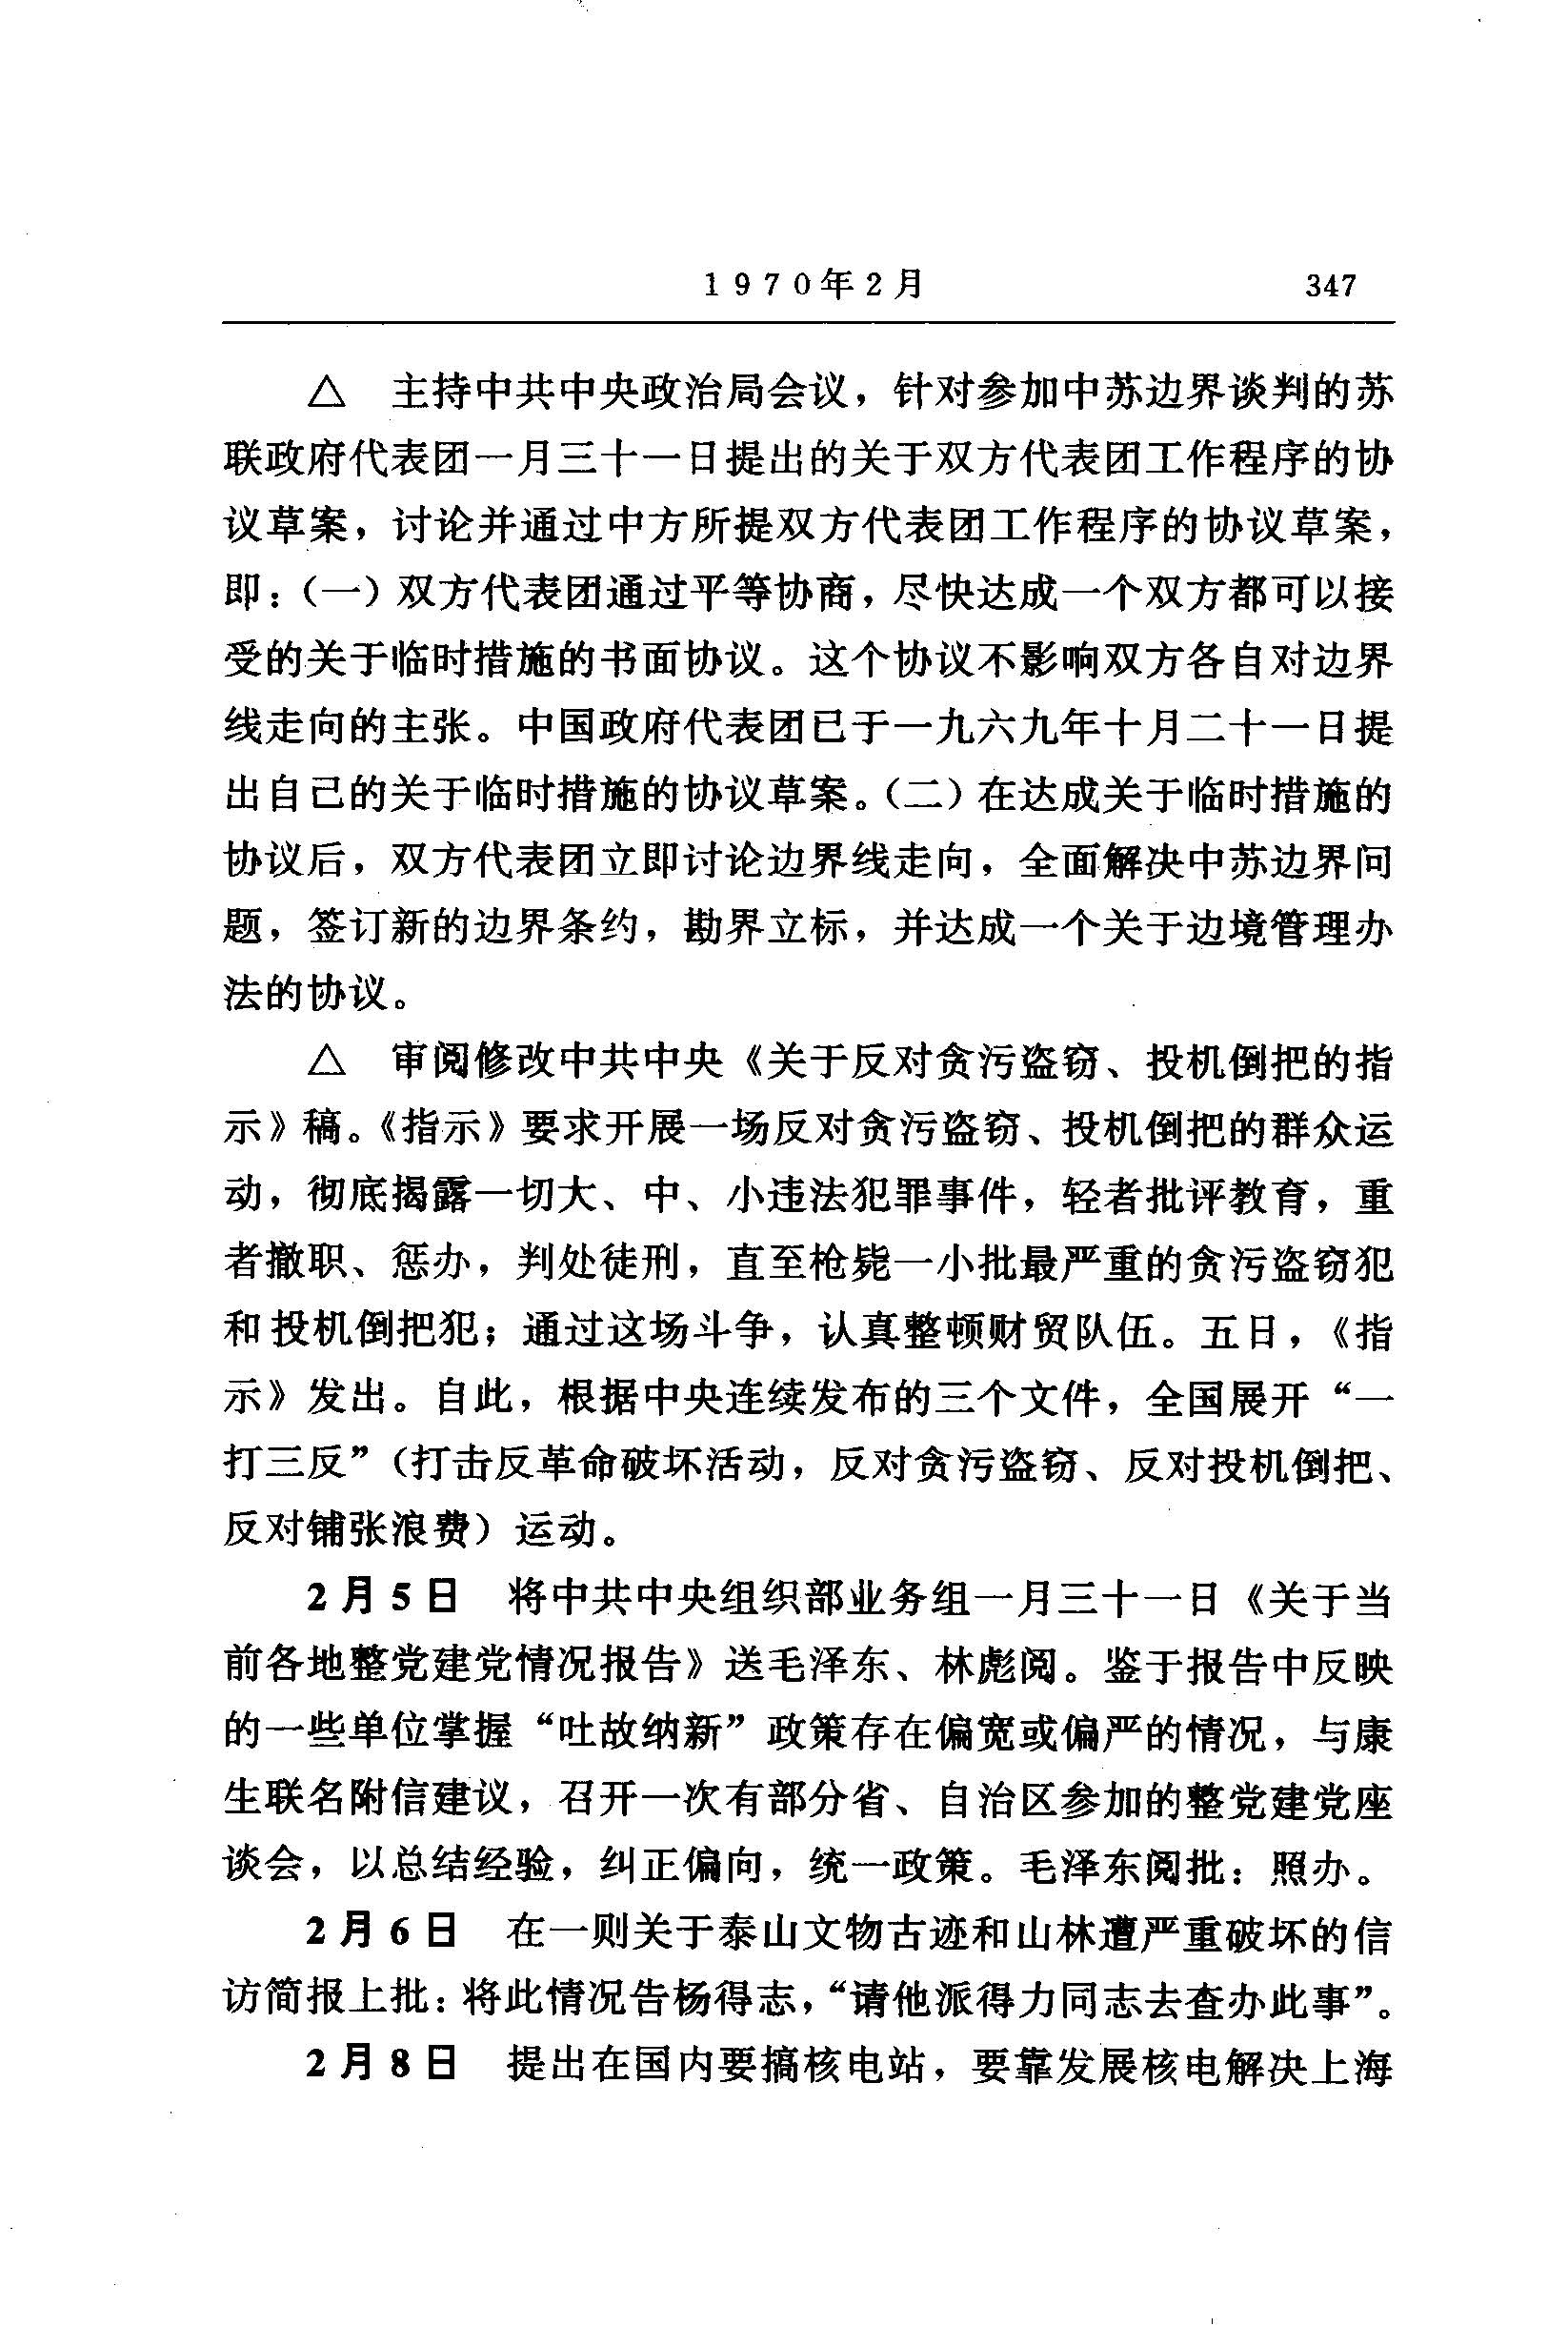 1970年2月 347
△ 主持中共中央政治局会议，针对参加中苏边界谈判的苏
联政府代表团一月三十一日提出的关于双方代表团工作程序的协
议草案，讨论并通过中方所提双方代表团工作程序的协议草案，
即：（一）双方代表团通过平等协商，尽快达成一个双方都可以接
受的关于临时措施的书面协议。这个协议不影响双方各自对边界
线走向的主张。中国政府代表团已于一九六九年十月二十一日提
出自己的关于临时措施的协议草案。（二）在达成关于临时措施的
协议后，双方代表团立即讨论边界线走向，全面解决中苏边界问
题，签订新的边界条约，勘界立标，并达成一个关于边境管理办
法的协议。
△ 审阅修改中共中央《关于反对贪污盗窃、投机倒把的指
示》稿。《指示》要求开展一场反对贪污盗窃、投机倒把的群众运
动，彻底揭露一切大、中、小违法犯罪事件，轻者批评教育，重
者撤职、惩办，判处徒刑，直至枪毙一小批最严重的贪污盗窃犯
和投机倒把犯；通过这场斗争，认真整顿财贸队伍。五日，《指
示》发出。自此，根据中央连续发布的三个文件，全国展开“一
打三反”（打击反革命破坏活动，反对贪污盗窃、反对投机倒把、
反对铺张浪费）运动。
2月5日 将中共中央组织部业务组一月三十一日《关于当
前各地整党建党情况报告》送毛泽东、林彪阅。鉴于报告中反映
的一些单位掌握“吐故纳新”政策存在偏宽或偏严的情况，与康
生联名附信建议，召开一次有部分省、自治区参加的整党建党座
谈会，以总结经验，纠正偏向，统一政策。毛泽东阅批：照办。
2月6日 在一则关于泰山文物古迹和山林遭严重破坏的信
访简报上批：将此情况告杨得志，“请他派得力同志去查办此事”。
2月8日 提出在国内要搞核电站，要靠发展核电解决上海